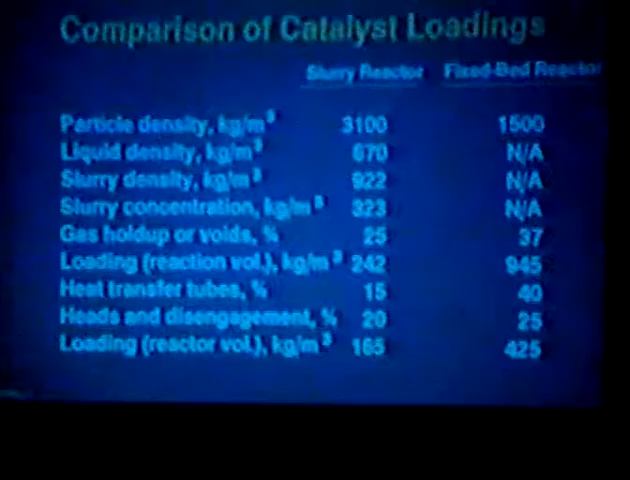 Comparison of Catalyst Loadings
Slurry Reactor Fixed-Bed Reactor
Particle density, kg/m³ 3100 1500
Liquid density, kg/m³ 670 N/A
Slurry density, kg/m³ 922 N/A
Slurry concentration, kg/m³ 323 N/A
Gas holdup or voids, % 25 37
Loading (reaction vol.), kg/m³ 242 945
Heat transfer tubes, % 15 40
Heads and disengagement, % 20 25
Loading (reactor vol.), kg/m³ 165 425